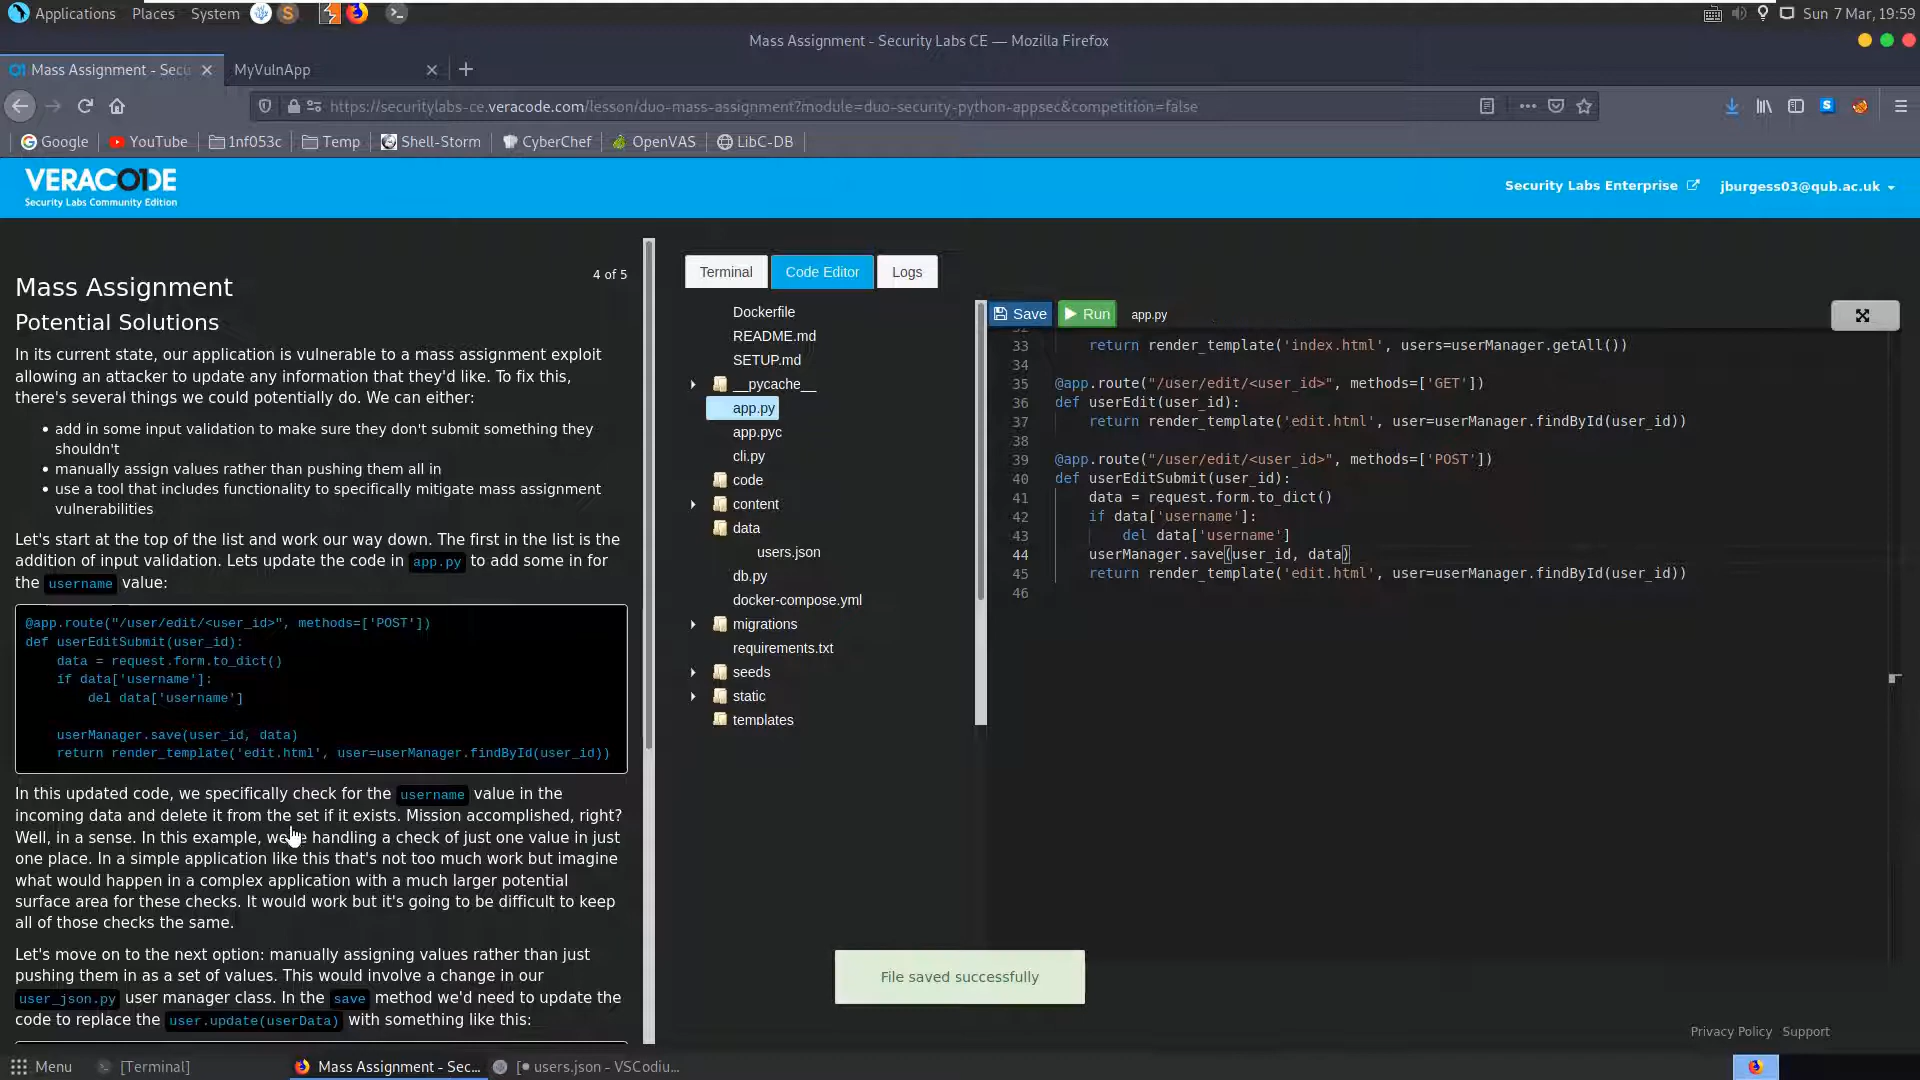 Applications Places System
Sun 7 Mar, 19:59
Mass Assignment - Security Labs CE — Mozilla Firefox
Mass Assignment - Secu
MyVulnApp
https://securitylabs-ce.veracode.com/lesson/duo-mass-assignment?module=duo-security-python-appsec&competition=false
Google YouTube 1nf053c Temp Shell-Storm CyberChef OpenVAS LibC-DB
VERACODE
Security Labs Community Edition
Security Labs Enterprise
jburgess03@qub.ac.uk
4 of 5
Mass Assignment
Potential Solutions
In its current state, our application is vulnerable to a mass assignment exploit
allowing an attacker to update any information that they'd like. To fix this,
there's several things we could potentially do. We can either:
• add in some input validation to make sure they don't submit something they
shouldn't
• manually assign values rather than pushing them all in
• use a tool that includes functionality to specifically mitigate mass assignment
vulnerabilities
Let's start at the top of the list and work our way down. The first in the list is the
addition of input validation. Lets update the code in app.py to add some in for
the username value:
@app.route("/user/edit/<user_id>", methods=['POST'])
def userEditSubmit(user_id):
    data = request.form.to_dict()
    if data['username']:
        del data['username']
    userManager.save(user_id, data)
    return render_template('edit.html', user=userManager.findById(user_id))
In this updated code, we specifically check for the username value in the
incoming data and delete it from the set if it exists. Mission accomplished, right?
Well, in a sense. In this example, we're handling a check of just one value in just
one place. In a simple application like this that's not too much work but imagine
what would happen in a complex application with a much larger potential
surface area for these checks. It would work but it's going to be difficult to keep
all of those checks the same.
Let's move on to the next option: manually assigning values rather than just
pushing them in as a set of values. This would involve a change in our
user_json.py user manager class. In the save method we'd need to update the
code to replace the user.update(userData) with something like this:
Terminal
Code Editor
Logs
Dockerfile
README.md
SETUP.md
__pycache__
app.py
app.pyc
cli.py
code
content
data
users.json
db.py
docker-compose.yml
migrations
requirements.txt
seeds
static
templates
Save
Run
app.py
32
33     return render_template('index.html', users=userManager.getAll())
34
35 @app.route("/user/edit/<user_id>", methods=['GET'])
36 def userEdit(user_id):
37     return render_template('edit.html', user=userManager.findById(user_id))
38
39 @app.route("/user/edit/<user_id>", methods=['POST'])
40 def userEditSubmit(user_id):
41     data = request.form.to_dict()
42     if data['username']:
43         del data['username']
44     userManager.save(user_id, data)
45     return render_template('edit.html', user=userManager.findById(user_id))
46
File saved successfully
Privacy Policy Support
Menu
[Terminal]
Mass Assignment - Sec...
[● users.json - VSCodiu...